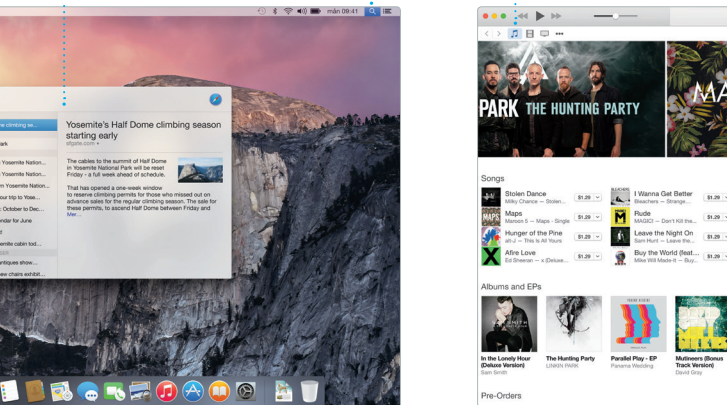 mån 09:41
me climbing se...
ark
Yosemite Nation...
Yosemite Nation...
m Yosemite Nation...
our trip to Yose...
: October to Dec...
ndar for June
emite cabin tod...
antiques show...
ew chairs exhibit...
Yosemite's Half Dome climbing season
starting early
sfgate.com
The cables to the summit of Half Dome
in Yosemite National Park will be reset
Friday - a full week ahead of schedule.
That has opened a one-week window
to reserve climbing permits for those who missed out on
advance sales for the regular climbing season. The sale for
these permits, to ascend Half Dome between Friday and
Mer...
PARK THE HUNTING PARTY
MA
Songs
Stolen Dance
Milky Chance — Stolen...
$1.29
I Wanna Get Better
Bleachers — Strange...
$1.29
MAPS
Maps
Maroon 5 — Maps - Single
$1.29
Rude
MAGIC! — Don't Kill the...
$1.29
Hunger of the Pine
alt-J — This Is All Yours
$1.29
Leave the Night On
Sam Hunt — Leave the...
$1.29
Afire Love
Ed Sheeran — x (Deluxe...
$1.29
Buy the World (feat...
Mike Will Made-It — Buy...
$1.29
Albums and EPs
In the Lonely Hour
(Deluxe Version)
Sam Smith
The Hunting Party
LINKIN PARK
Parallel Play - EP
Panama Wedding
Mutineers (Bonus
Track Version)
David Gray
Pre-Orders